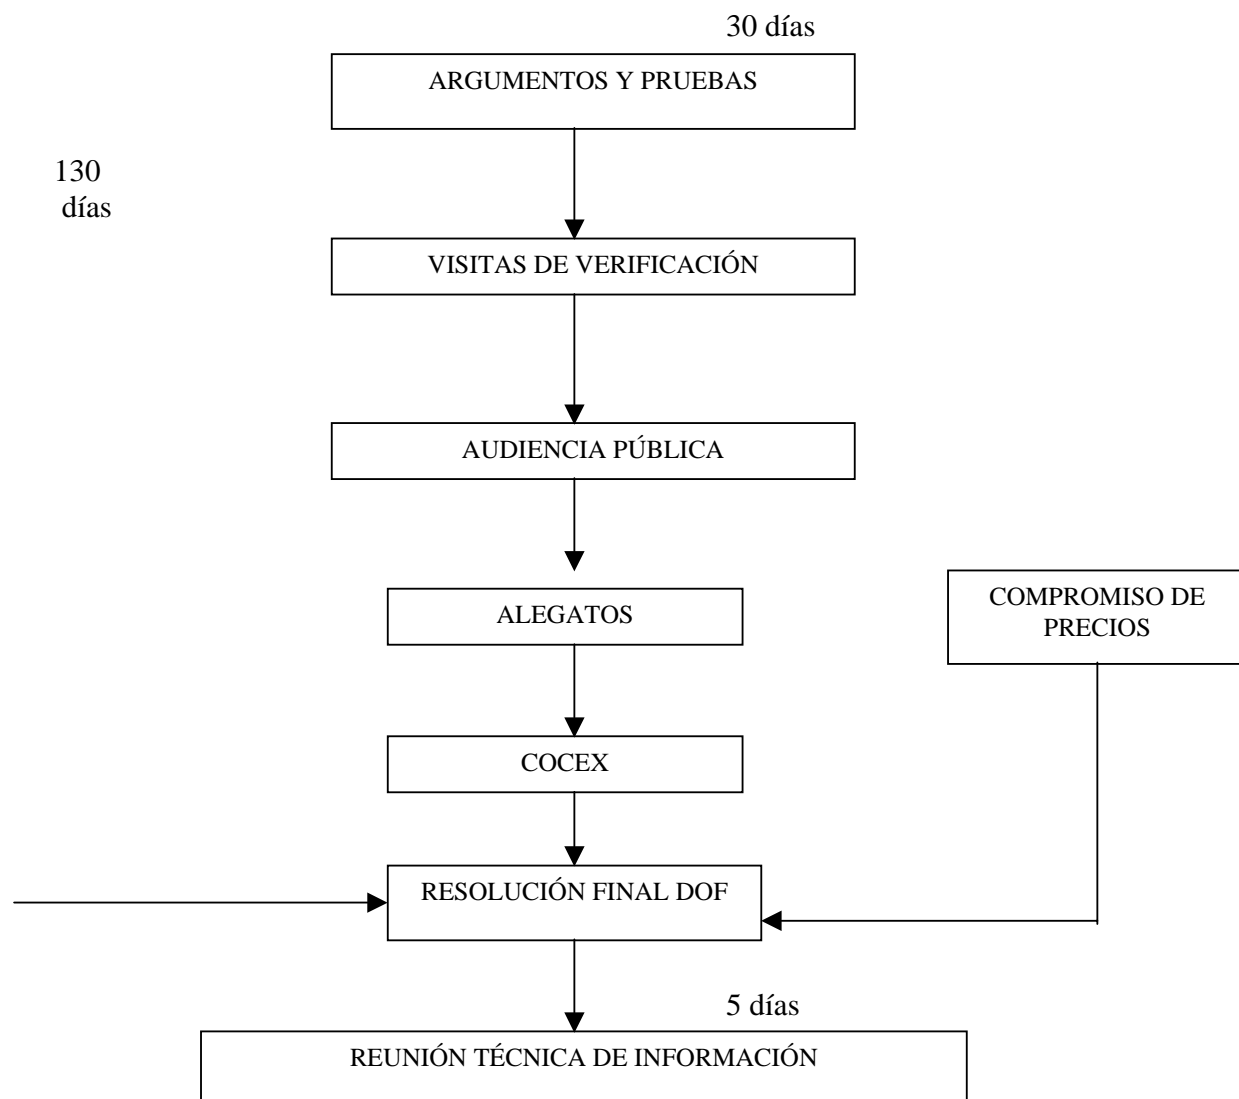 30 días
ARGUMENTOS Y PRUEBAS
130
días
VISITAS DE VERIFICACIÓN
AUDIENCIA PÚBLICA
ALEGATOS
COMPROMISO DE
PRECIOS
COCEX
RESOLUCIÓN FINAL DOF
5 días
REUNIÓN TÉCNICA DE INFORMACIÓN